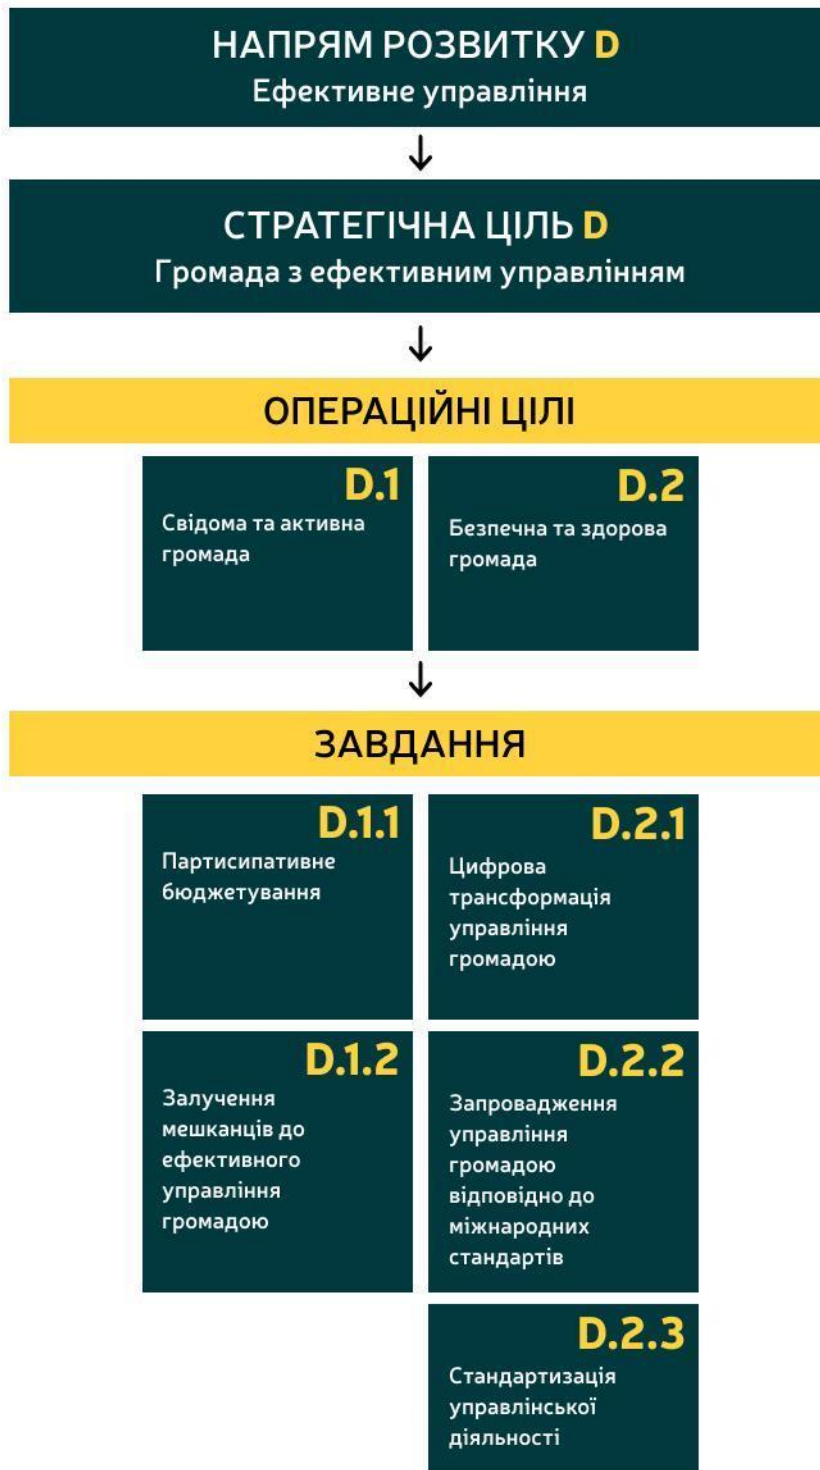 НАПРЯМ РОЗВИТКУ D
Ефективне управління
СТРАТЕГІЧНА ЦІЛЬ D
Громада з ефективним управлінням
ОПЕРАЦІЙНІ ЦІЛІ
D.1
Свідома та активна
громада
D.2
Безпечна та здорова
громада
ЗАВДАННЯ
D.1.1
Партисипативне
бюджетування
D.2.1
Цифрова
трансформація
управління
громадою
D.1.2
Залучення
мешканців до
ефективного
управління
громадою
D.2.2
Запровадження
управління
громадою
відповідно до
міжнародних
стандартів
D.2.3
Стандартизація
управлінської
діяльності